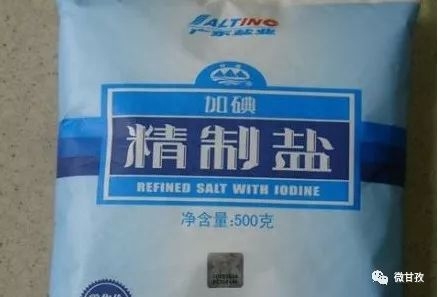 SALTINO
广东盐业
加碘
精制盐
REFINED SALT WITH IODINE
净含量:500克
微甘孜